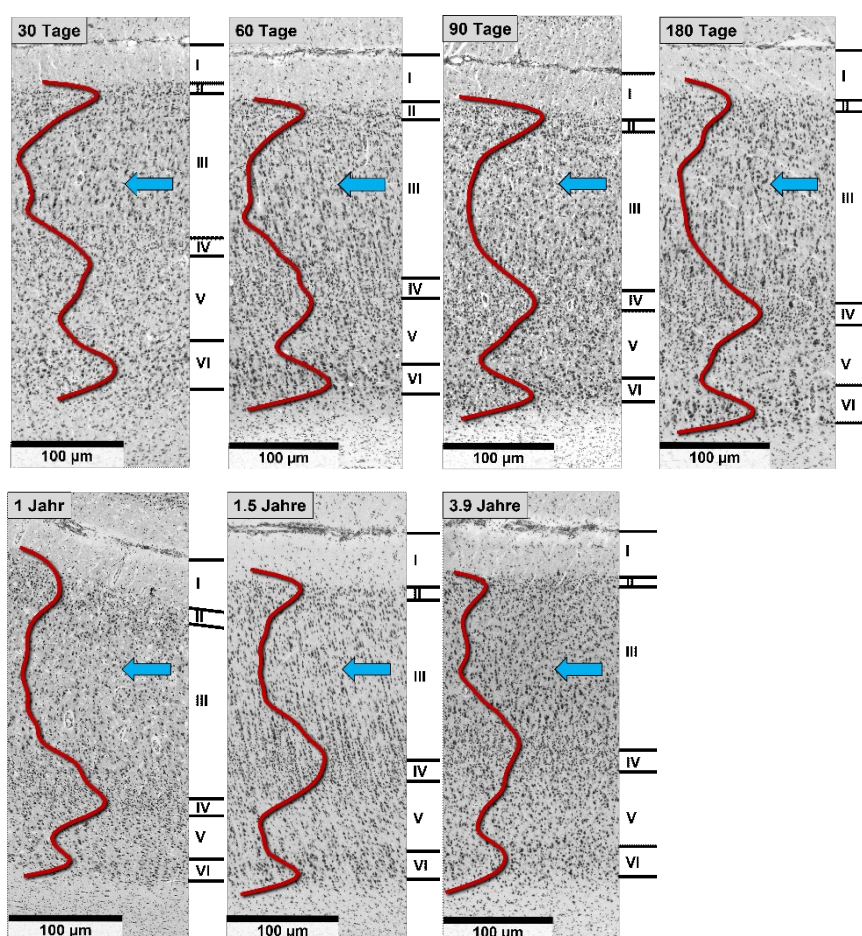 30 Tage
I
II
III
IV
V
VI
100 µm
60 Tage
I
II
III
IV
V
VI
100 µm
90 Tage
I
II
III
IV
V
VI
100 µm
180 Tage
I
II
III
IV
V
VI
100 µm
1 Jahr
I
II
III
IV
V
VI
100 µm
1.5 Jahre
I
II
III
IV
V
VI
100 µm
3.9 Jahre
I
II
III
IV
V
VI
100 µm